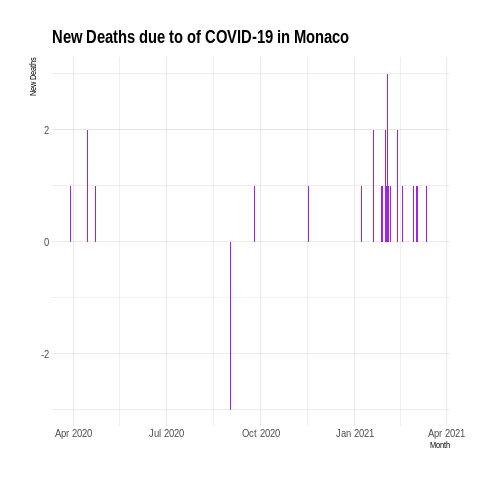 New Deaths due to of COVID-19 in Monaco
New Deaths
2
0
-2
Apr 2020 Jul 2020 Oct 2020 Jan 2021 Apr 2021
Month